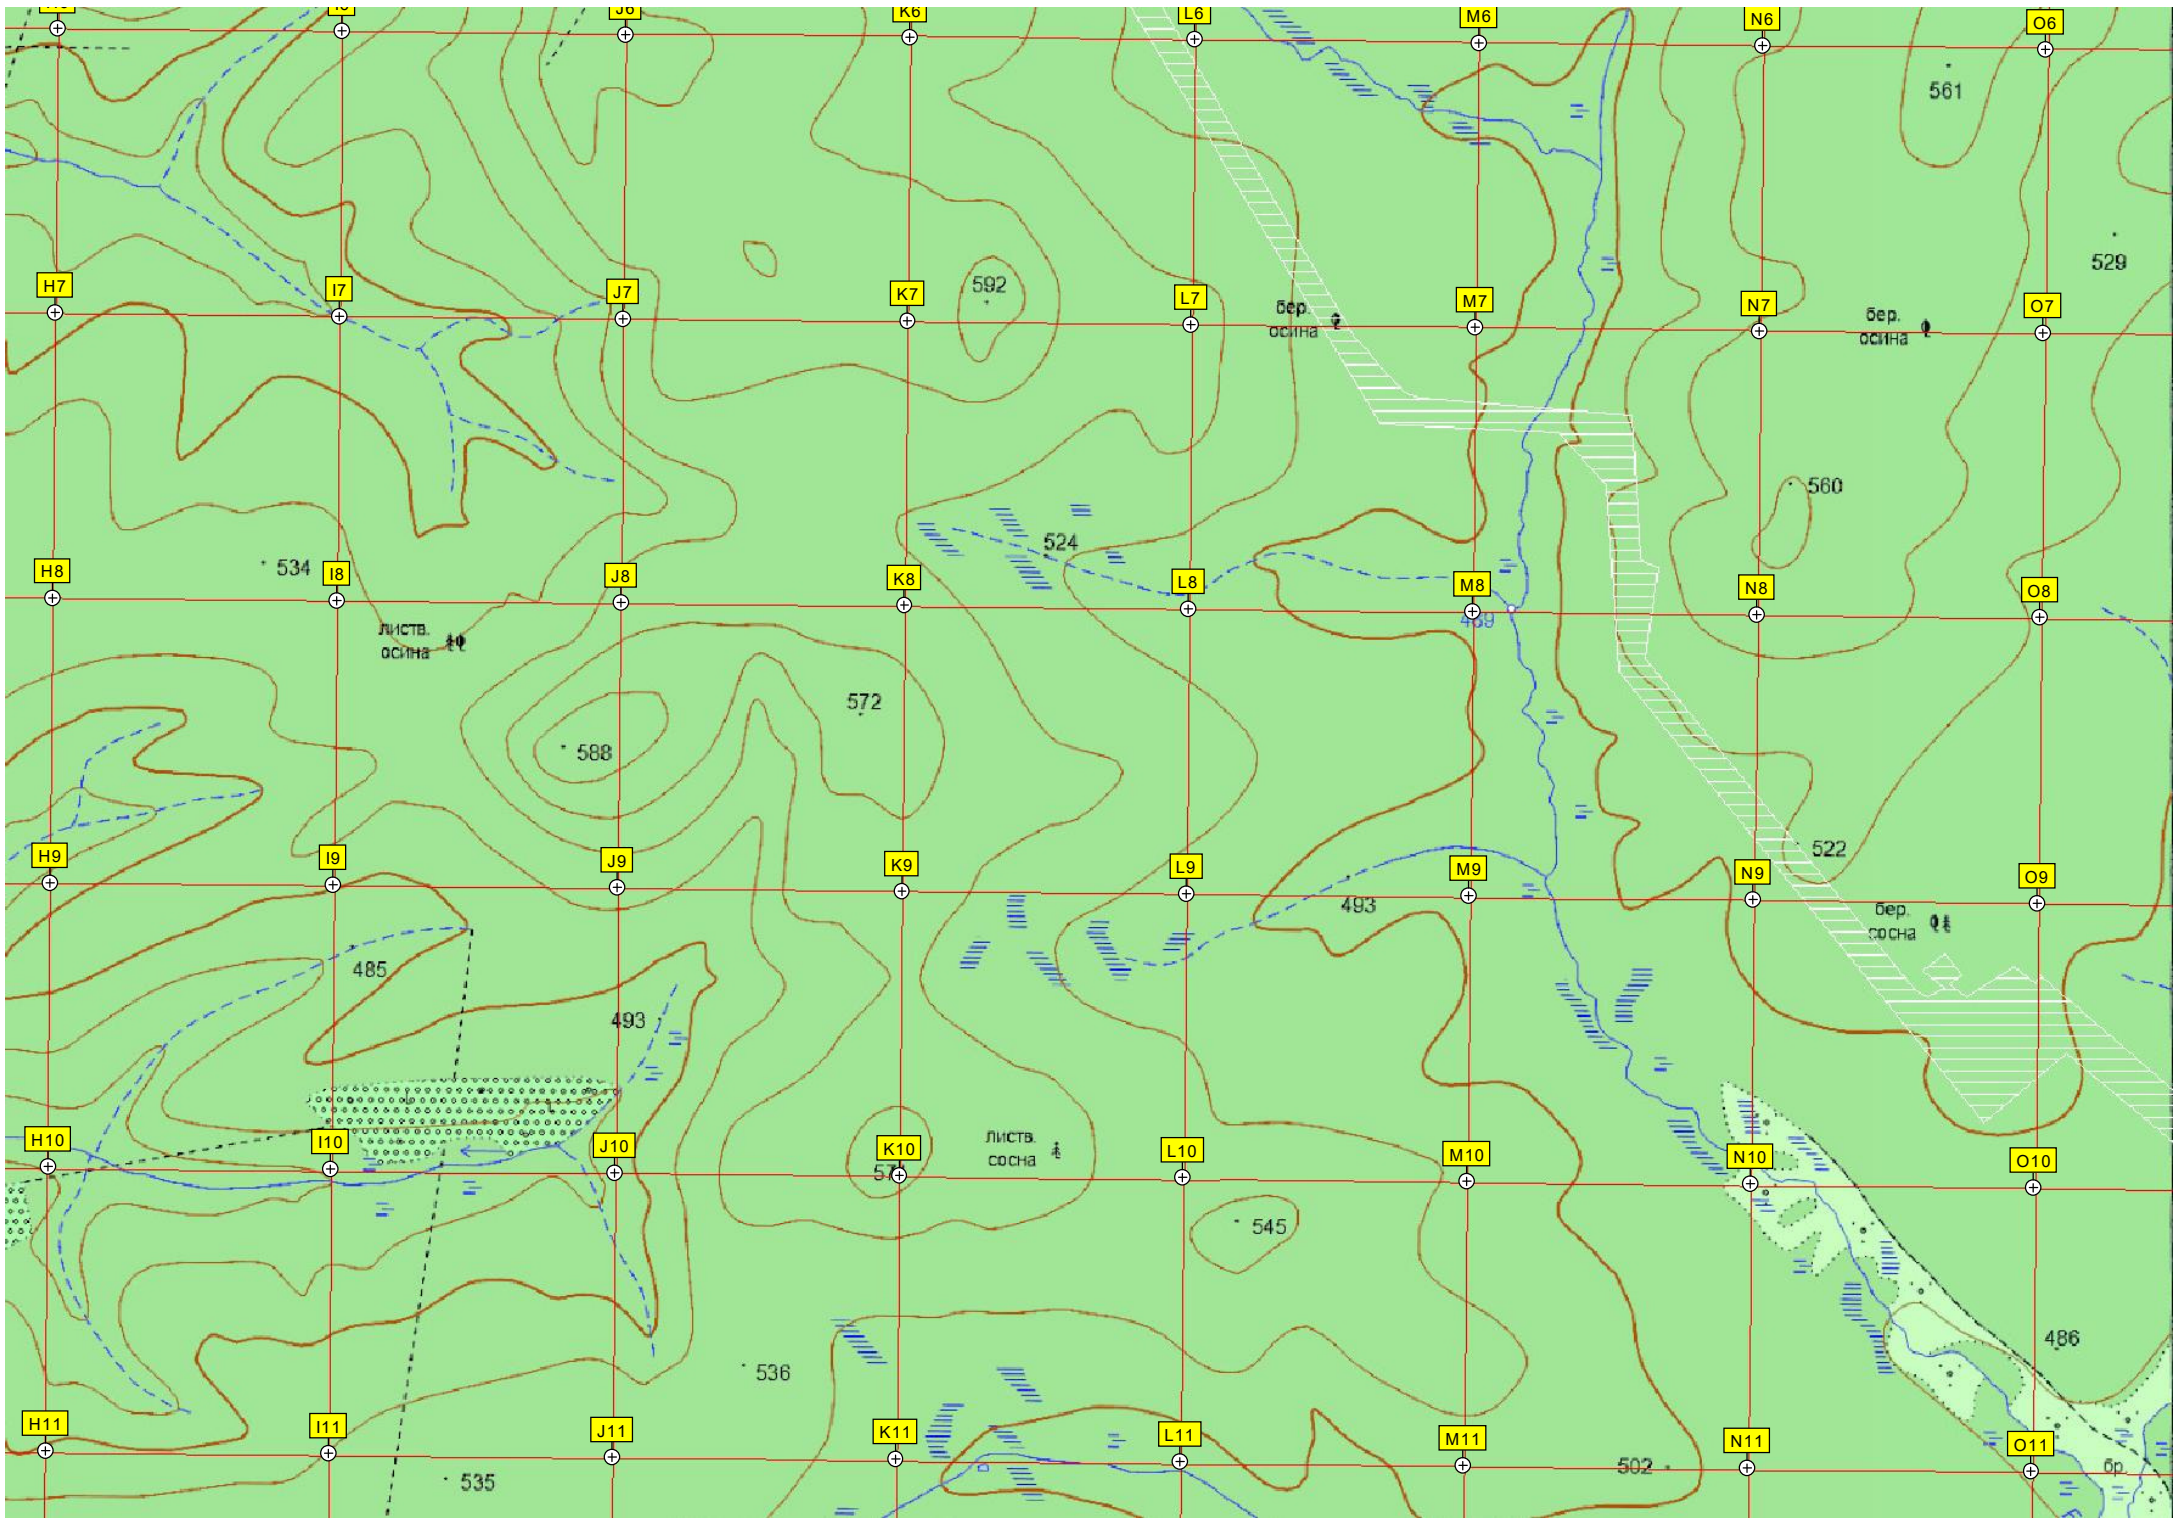 J6
K6
L6
M6
N6
O6
561
529
H7
I7
J7
K7
592
L7
бер.
осина
M7
N7
бер.
осина
O7
560
524
H8
534
I8
J8
K8
L8
M8
469
N8
O8
листв.
осина
572
588
522
H9
I9
J9
K9
L9
M9
493
N9
бер.
сосна
O9
485
493
H10
I10
J10
K10
листв.
сосна
L10
M10
N10
O10
545
486
536
H11
I11
J11
K11
L11
M11
N11
O11
535
502
бр.